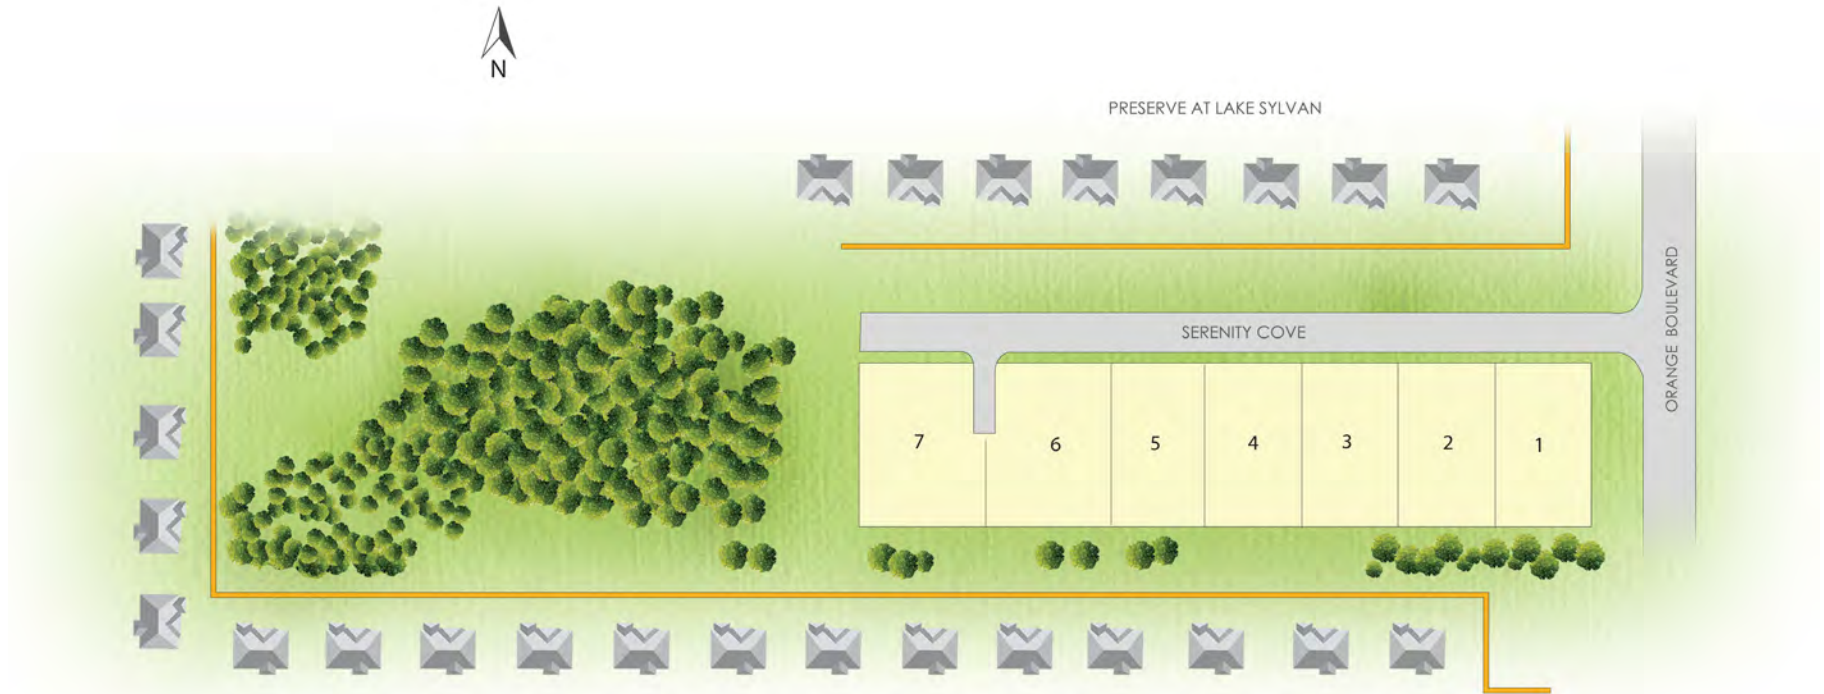 N
PRESERVE AT LAKE SYLVAN
SERENITY COVE
ORANGE BOULEVARD
7
6
5
4
3
2
1